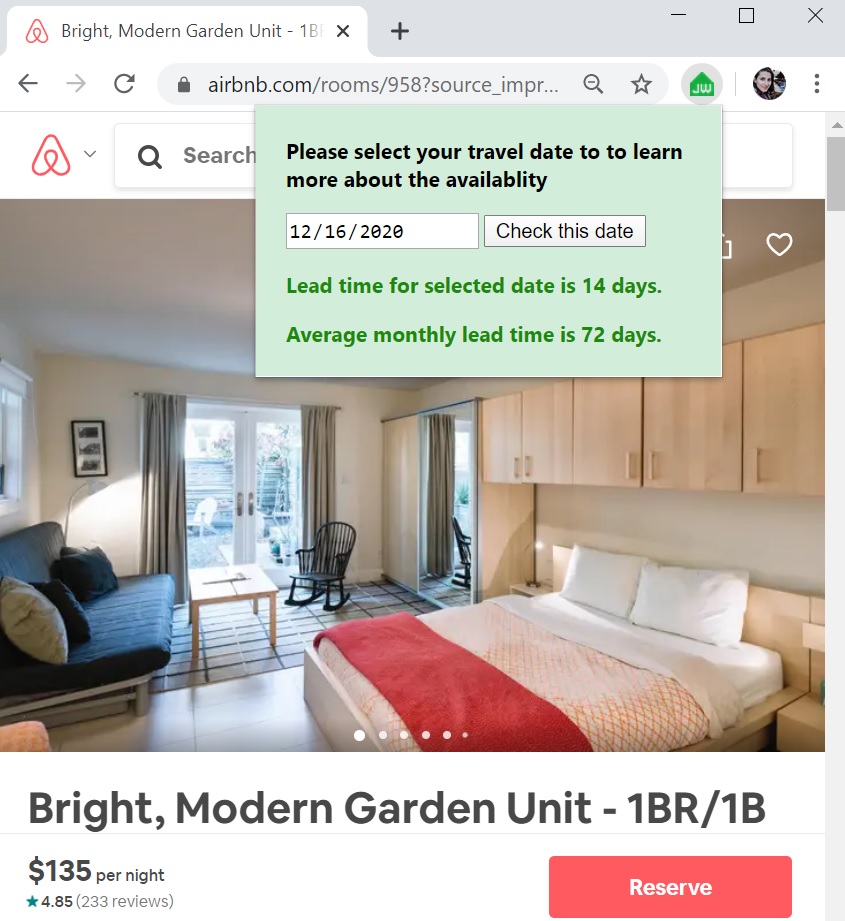 Bright, Modern Garden Unit - 1B
airbnb.com/rooms/958?source_impr...
JW
Search
Please select your travel date to to learn
more about the availablity
12/16/2020 Check this date
Lead time for selected date is 14 days.
Average monthly lead time is 72 days.
Bright, Modern Garden Unit - 1BR/1B
$135 per night
4.85 (233 reviews)
Reserve